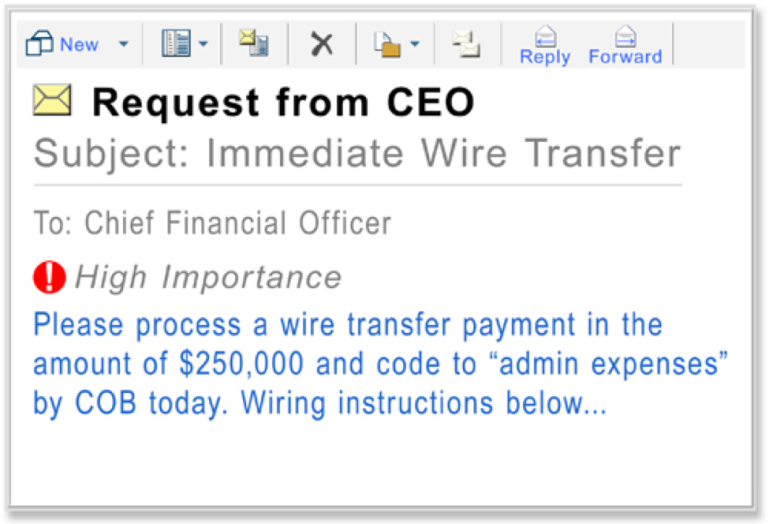 New
Reply Forward
Request from CEO
Subject: Immediate Wire Transfer
To: Chief Financial Officer
High Importance
Please process a wire transfer payment in the
amount of $250,000 and code to “admin expenses”
by COB today. Wiring instructions below...